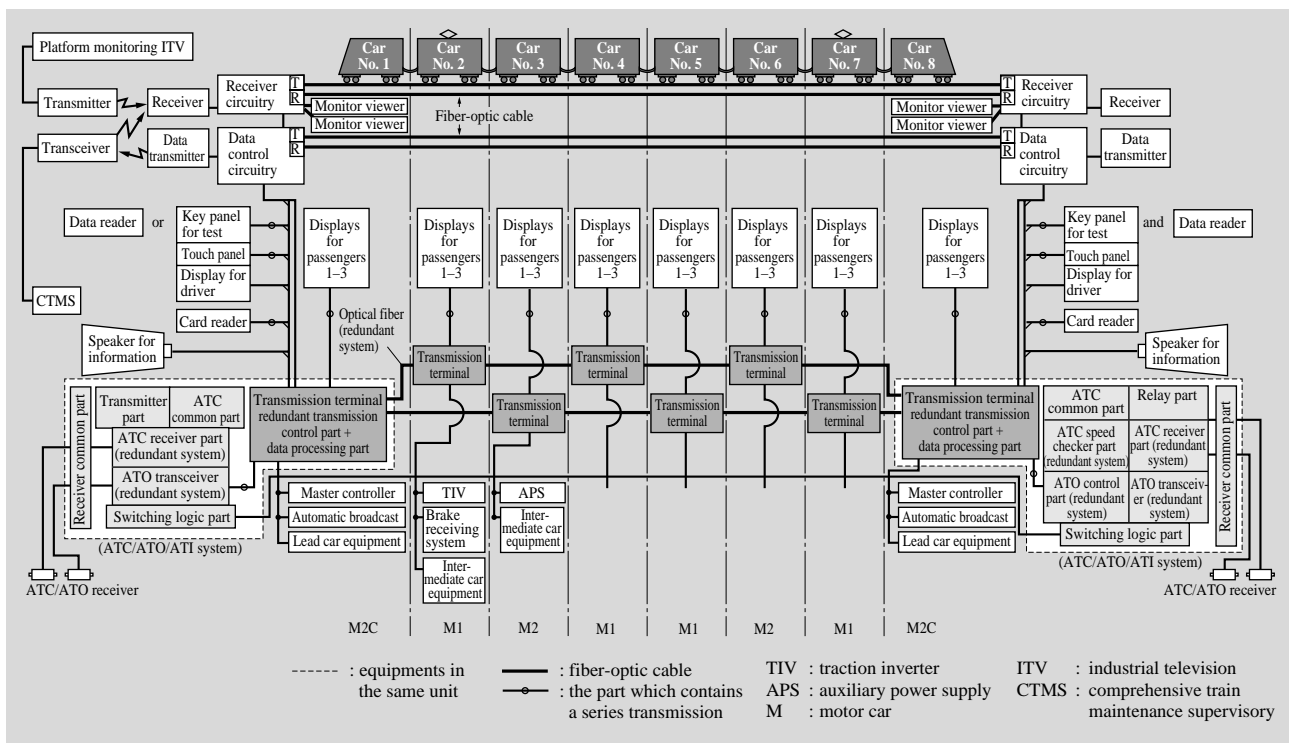 Platform monitoring ITV
Transmitter
Receiver
Transceiver
Data
transmitter
Receiver
circuitry
T
R
Data
control
circuitry
T
R
Car
No. 1
Car
No. 2
Car
No. 3
Car
No. 4
Car
No. 5
Car
No. 6
Car
No. 7
Car
No. 8
Monitor viewer
Monitor viewer
Fiber-optic cable
Monitor viewer
Monitor viewer
T
R
Receiver
circuitry
Receiver
T
R
Data
control
circuitry
Data
transmitter
Data reader
or
Key panel
for test
Touch panel
Display for
driver
Card reader
CTMS
Speaker for
information
Displays
for
passengers
1–3
Displays
for
passengers
1–3
Displays
for
passengers
1–3
Displays
for
passengers
1–3
Displays
for
passengers
1–3
Displays
for
passengers
1–3
Displays
for
passengers
1–3
Displays
for
passengers
1–3
Key panel
for test
and
Data reader
Touch panel
Display for
driver
Card reader
Speaker for
information
Optical fiber
(redundant
system)
Transmission
terminal
Transmission
terminal
Transmission
terminal
Transmission
terminal
Transmission
terminal
Transmission
terminal
Receiver common part
Transmitter
part
ATC
common part
ATC receiver part
(redundant system)
ATO transceiver
(redundant system)
Switching logic part
(ATC/ATO/ATI system)
ATC/ATO receiver
Transmission terminal
redundant transmission
control part +
data processing part
Transmission terminal
redundant transmission
control part +
data processing part
ATC
common part
Relay part
ATC speed
checker part
(redundant system)
ATC receiver
part (redundant
system)
ATO control
part (redundant
system)
ATO transceiv-
er (redundant
system)
Switching logic part
Receiver common part
(ATC/ATO/ATI system)
ATC/ATO receiver
Master controller
Automatic broadcast
Lead car equipment
TIV
Brake
receiving
system
Inter-
mediate car
equipment
APS
Inter-
mediate car
equipment
Master controller
Automatic broadcast
Lead car equipment
M2C
M1
M2
M1
M1
M2
M1
M2C
: equipments in
the same unit
: fiber-optic cable
: the part which contains
a series transmission
TIV : traction inverter
APS : auxiliary power supply
M : motor car
ITV : industrial television
CTMS : comprehensive train
maintenance supervisory